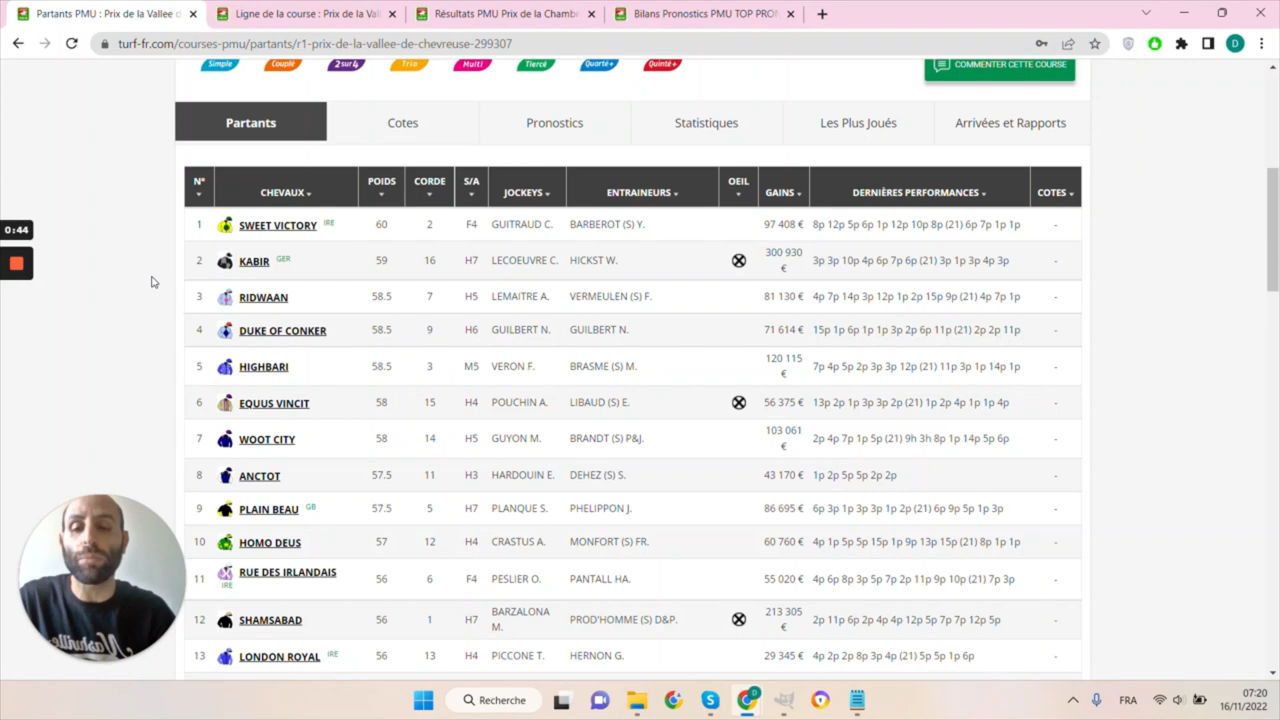 Partants PMU : Prix de la Vallee d
Ligne de la course : Prix de la Val
Résultats PMU Prix de la Chamb
Bilans Pronostics PMU TOP PRON
turf-fr.com/courses-pmu/partants/r1-prix-de-la-vallee-de-chevreuse-299307
D
Simple Couplé 2sur4 Trio Multi Tiercé Quarté+ Quinté+
COMMENTER CETTE COURSE
Partants Cotes Pronostics Statistiques Les Plus Joués Arrivées et Rapports
N° CHEVAUX POIDS CORDE S/A JOCKEYS ENTRAINEURS OEIL GAINS DERNIÈRES PERFORMANCES COTES
1 SWEET VICTORY IRE 60 2 F4 GUITRAUD C. BARBEROT (S) Y. 97 408 € 8p 12p 5p 6p 1p 12p 10p 8p (21) 6p 7p 1p 1p -
2 KABIR GER 59 16 H7 LECOEUVRE C. HICKST W. 300 930 € 3p 3p 10p 4p 6p 7p 6p (21) 3p 1p 3p 4p 3p -
3 RIDWAAN 58.5 7 H5 LEMAITRE A. VERMEULEN (S) F. 81 130 € 4p 7p 14p 3p 12p 1p 2p 15p 9p (21) 4p 7p 1p -
4 DUKE OF CONKER 58.5 9 H6 GUILBERT N. GUILBERT N. 71 614 € 15p 1p 6p 1p 1p 3p 2p 6p 11p (21) 2p 2p 11p -
5 HIGHBARI 58.5 3 M5 VERON F. BRASME (S) M. 120 115 € 7p 4p 5p 2p 3p 3p 12p (21) 11p 3p 1p 14p 1p -
6 EQUUS VINCIT 58 15 H4 POUCHIN A. LIBAUD (S) E. 56 375 € 13p 2p 1p 3p 3p 2p (21) 1p 2p 4p 1p 1p 4p -
7 WOOT CITY 58 14 H5 GUYON M. BRANDT (S) P&J. 103 061 € 2p 4p 7p 1p 5p (21) 9h 3h 8p 1p 14p 5p 6p -
8 ANCTOT 57.5 11 H3 HARDOUIN E. DEHEZ (S) S. 43 170 € 1p 2p 5p 5p 2p 2p -
9 PLAIN BEAU GB 57.5 5 H7 PLANQUE S. PHELIPPON J. 86 695 € 6p 3p 1p 3p 3p 1p 2p (21) 6p 9p 5p 1p 3p -
10 HOMO DEUS 57 12 H4 CRASTUS A. MONFORT (S) FR. 60 760 € 4p 1p 5p 5p 15p 1p 9p 13p 15p (21) 8p 1p 1p -
11 RUE DES IRLANDAIS IRE 56 6 F4 PESLIER O. PANTALL HA. 55 020 € 4p 6p 8p 3p 5p 7p 2p 11p 9p 10p (21) 7p 3p -
12 SHAMSABAD 56 1 H7 BARZALONA M. PROD'HOMME (S) D&P. 213 305 € 2p 11p 6p 2p 4p 4p 12p 5p 7p 7p 12p 5p -
13 LONDON ROYAL IRE 56 13 H4 PICCONE T. HERNON G. 29 345 € 4p 2p 2p 8p 3p 4p (21) 5p 5p 1p 6p -
0:44
Nashville
Recherche
FRA
07:20
16/11/2022